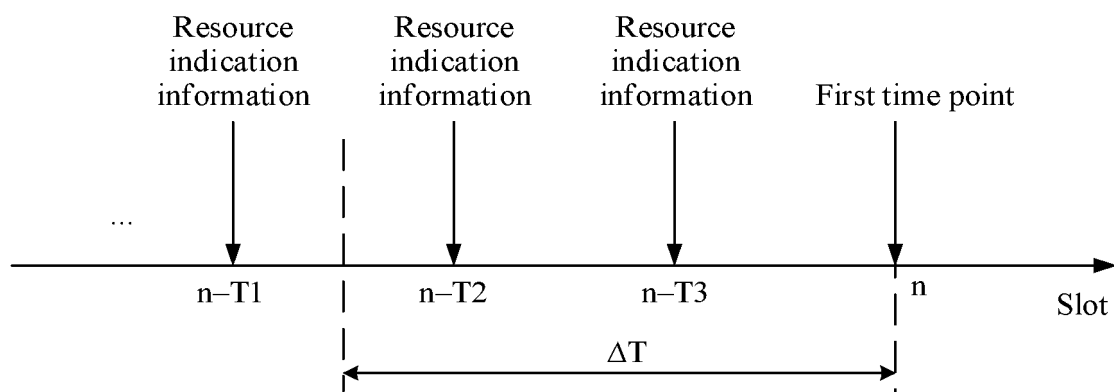 Resource
indication
information
Resource
indication
information
Resource
indication
information
First time point
...
n–T1
n–T2
n–T3
n
Slot
ΔT